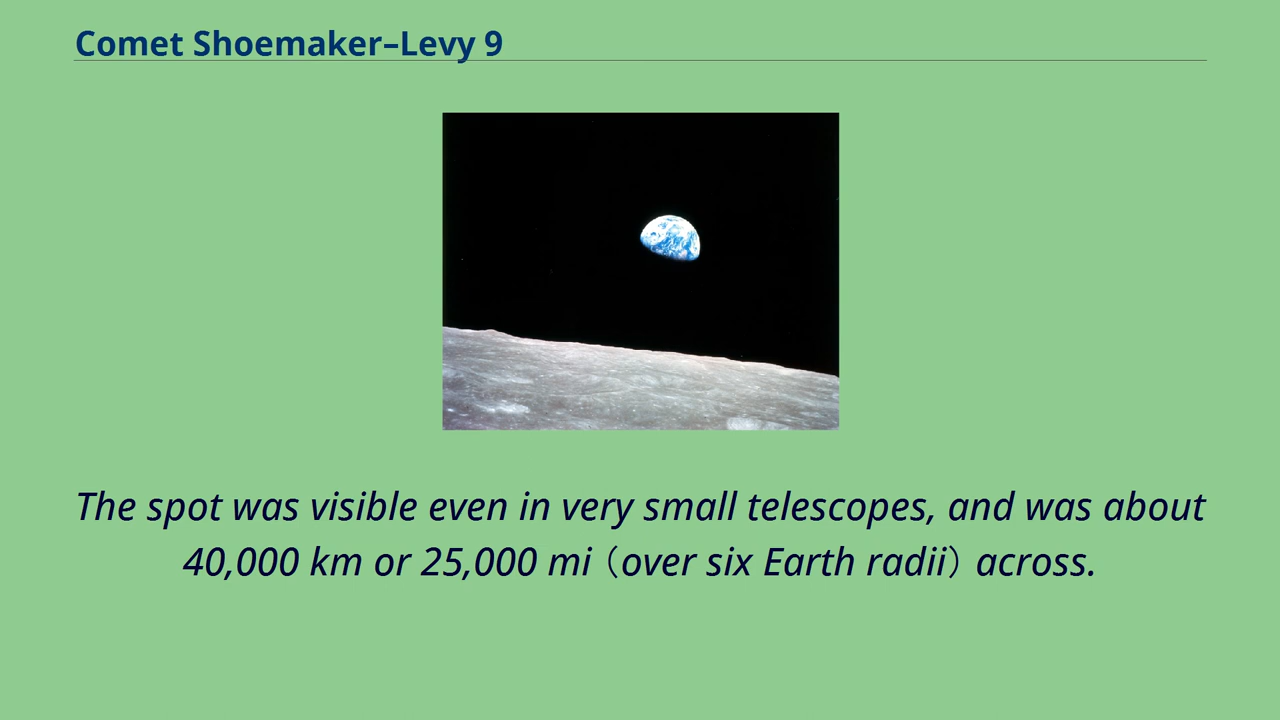 Comet Shoemaker–Levy 9
The spot was visible even in very small telescopes, and was about
40,000 km or 25,000 mi（over six Earth radii）across.